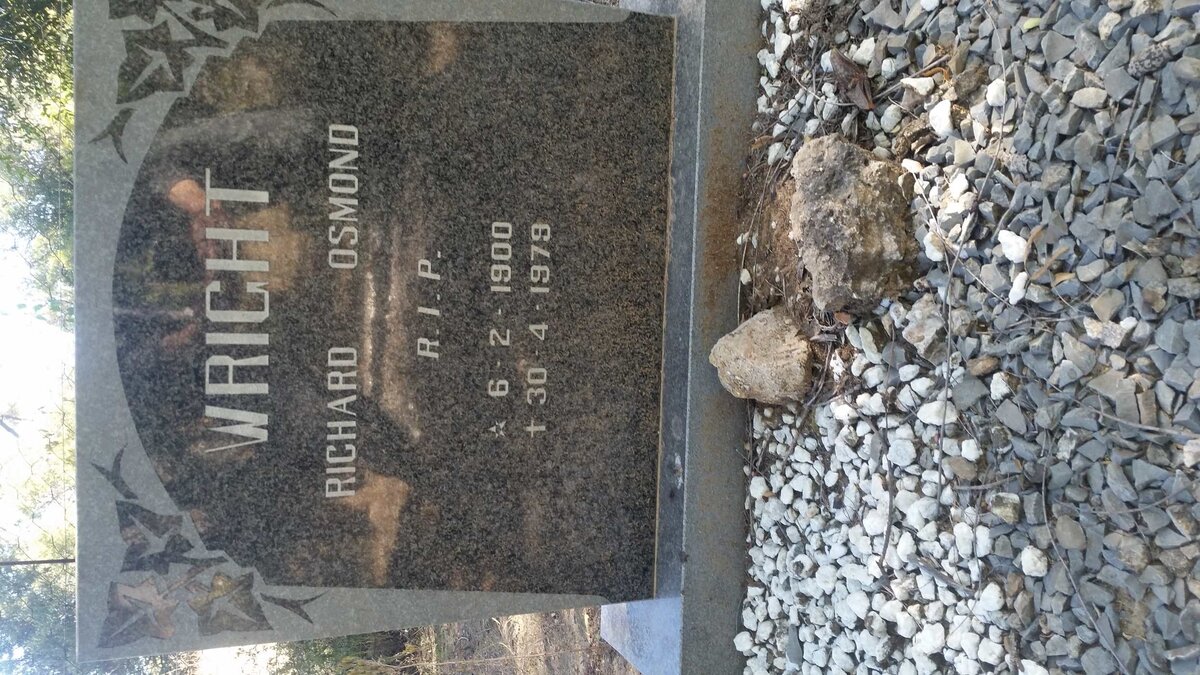 WRIGHT
RICHARD OSMOND
R.I.P.
* 6-2-1900
✝ 30-4-1979